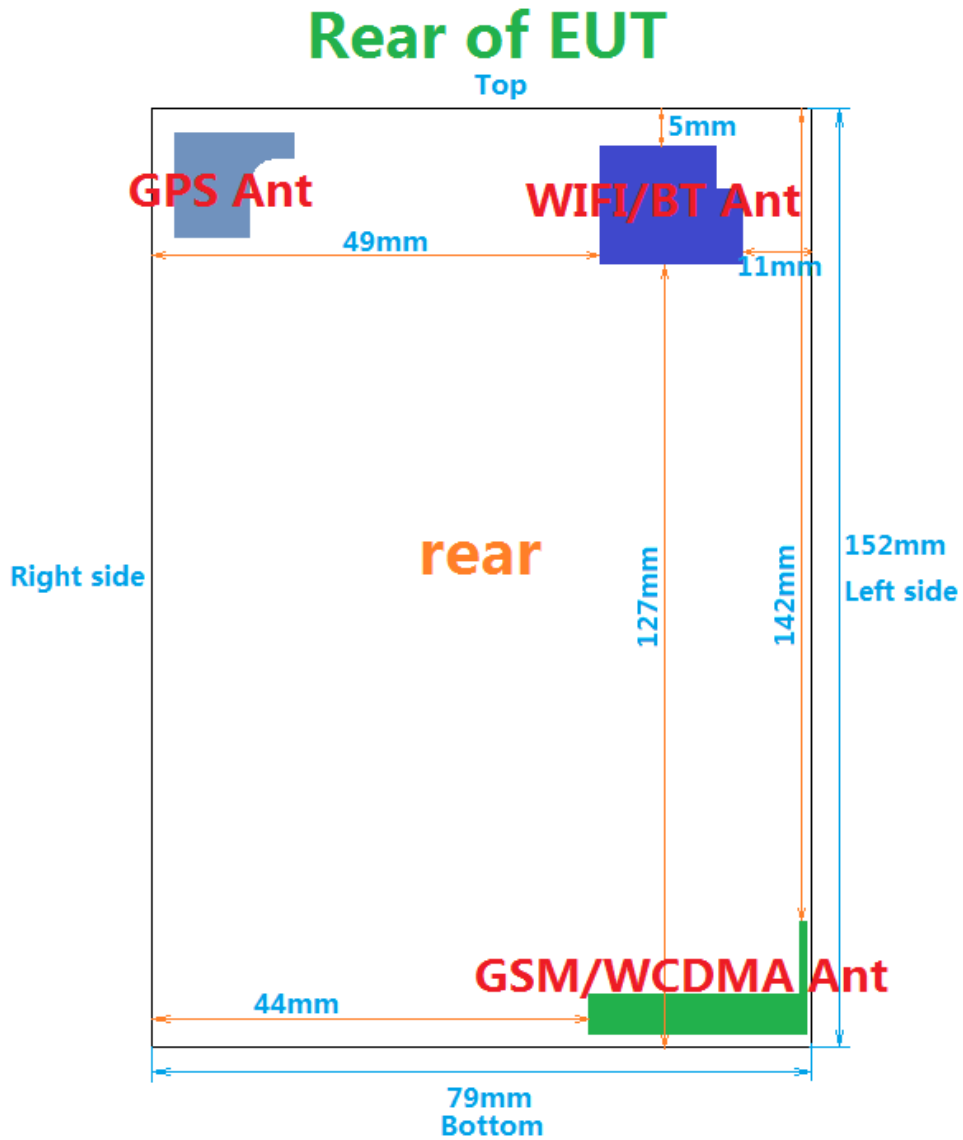 Rear of EUT
Top
5mm
GPS Ant
WIFI/BT Ant
49mm
11mm
rear
152mm
Right side
Left side
127mm
142mm
GSM/WCDMA Ant
44mm
79mm
Bottom